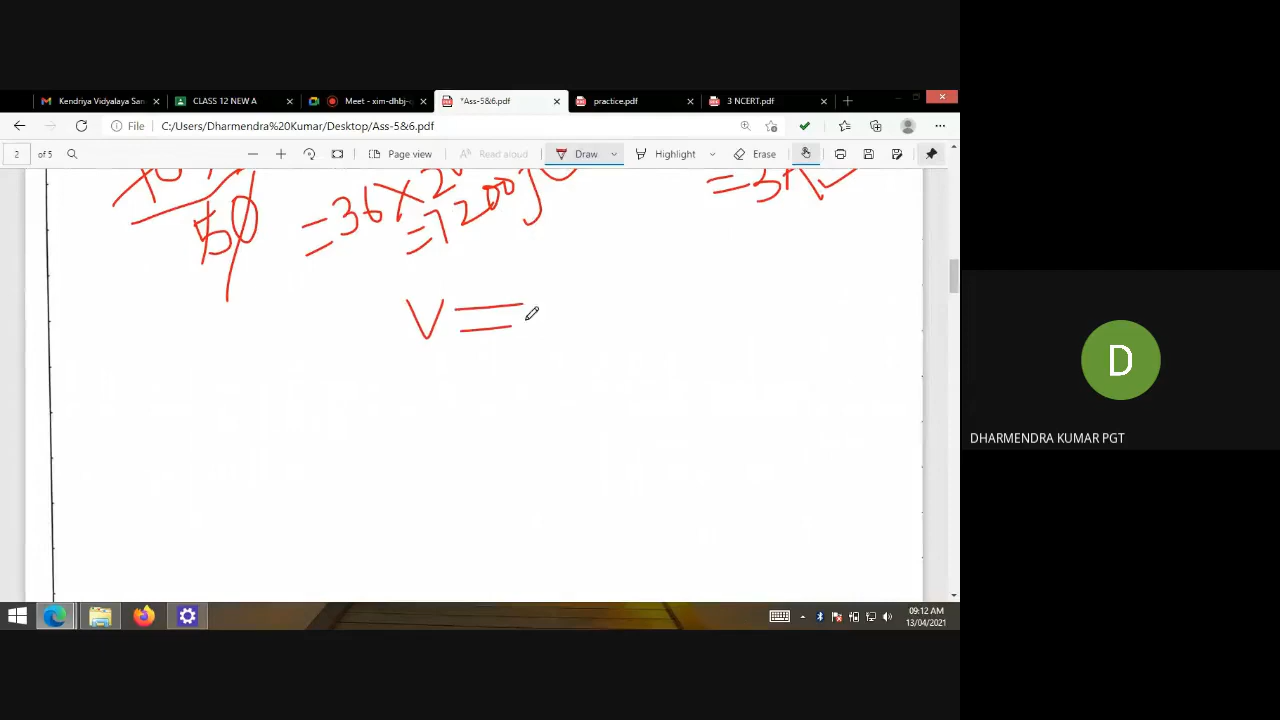 Kendriya Vidyalaya San
CLASS 12 NEW A
Meet - xim-dhbj-
*Ass-5&6.pdf
practice.pdf
3 NCERT.pdf
File
C:/Users/Dharmendra%20Kumar/Desktop/Ass-5&6.pdf
2 of 5
Page view
Read aloud
Draw
Highlight
Erase
50
= 36 ×
= 7200 J
V =
D
DHARMENDRA KUMAR PGT
09:12 AM
13/04/2021